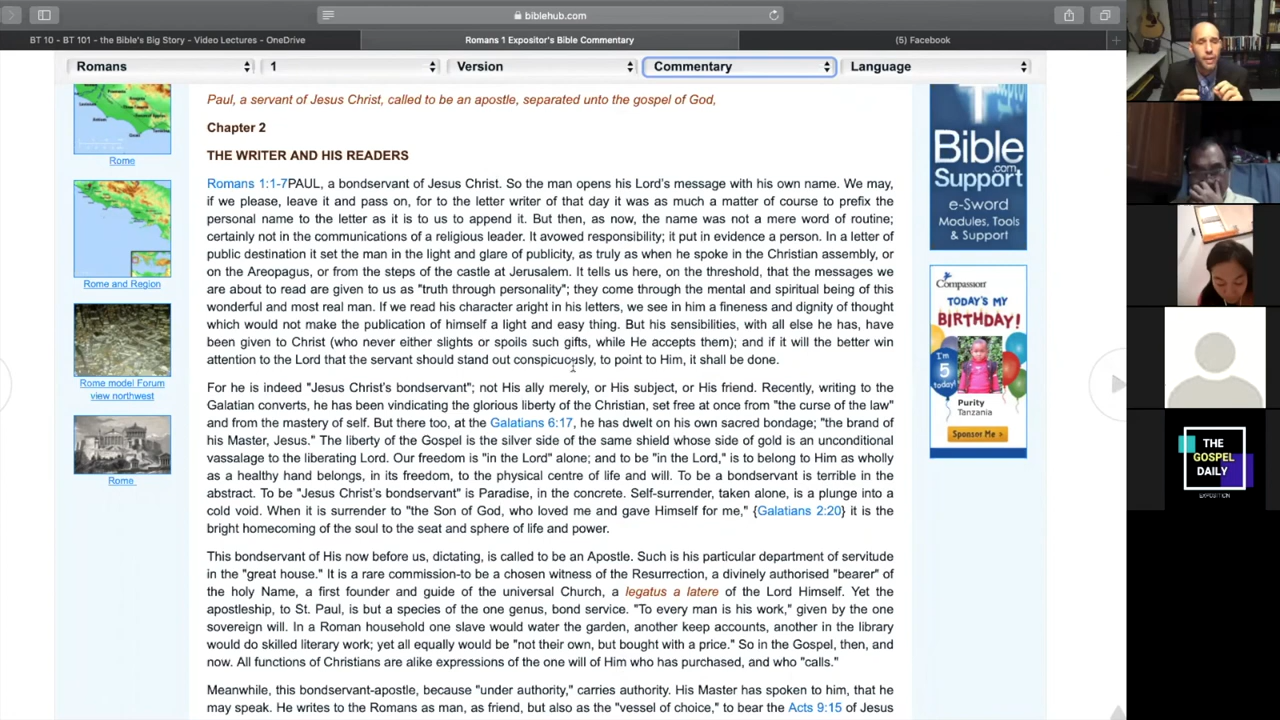 biblehub.com
BT 10 - BT 101 - the Bible's Big Story - Video Lectures - OneDrive
Romans 1 Expositor's Bible Commentary
(5) Facebook
Romans
1
Version
Commentary
Language
Rome
Rome and Region
Rome model Forum
view northwest
Rome
Paul, a servant of Jesus Christ, called to be an apostle, separated unto the gospel of God,
Chapter 2
THE WRITER AND HIS READERS
Romans 1:1-7PAUL, a bondservant of Jesus Christ. So the man opens his Lord's message with his own name. We may,
if we please, leave it and pass on, for to the letter writer of that day it was as much a matter of course to prefix the
personal name to the letter as it is to us to append it. But then, as now, the name was not a mere word of routine;
certainly not in the communications of a religious leader. It avowed responsibility; it put in evidence a person. In a letter of
public destination it set the man in the light and glare of publicity, as truly as when he spoke in the Christian assembly, or
on the Areopagus, or from the steps of the castle at Jerusalem. It tells us here, on the threshold, that the messages we
are about to read are given to us as "truth through personality"; they come through the mental and spiritual being of this
wonderful and most real man. If we read his character aright in his letters, we see in him a fineness and dignity of thought
which would not make the publication of himself a light and easy thing. But his sensibilities, with all else he has, have
been given to Christ (who never either slights or spoils such gifts, while He accepts them); and if it will the better win
attention to the Lord that the servant should stand out conspicuously, to point to Him, it shall be done.
For he is indeed "Jesus Christ's bondservant"; not His ally merely, or His subject, or His friend. Recently, writing to the
Galatian converts, he has been vindicating the glorious liberty of the Christian, set free at once from "the curse of the law"
and from the mastery of self. But there too, at the Galatians 6:17, he has dwelt on his own sacred bondage; "the brand of
his Master, Jesus." The liberty of the Gospel is the silver side of the same shield whose side of gold is an unconditional
vassalage to the liberating Lord. Our freedom is "in the Lord" alone; and to be "in the Lord," is to belong to Him as wholly
as a healthy hand belongs, in its freedom, to the physical centre of life and will. To be a bondservant is terrible in the
abstract. To be "Jesus Christ's bondservant" is Paradise, in the concrete. Self-surrender, taken alone, is a plunge into a
cold void. When it is surrender to "the Son of God, who loved me and gave Himself for me," {Galatians 2:20} it is the
bright homecoming of the soul to the seat and sphere of life and power.
This bondservant of His now before us, dictating, is called to be an Apostle. Such is his particular department of servitude
in the "great house." It is a rare commission-to be a chosen witness of the Resurrection, a divinely authorised "bearer" of
the holy Name, a first founder and guide of the universal Church, a legatus a latere of the Lord Himself. Yet the
apostleship, to St. Paul, is but a species of the one genus, bond service. "To every man is his work," given by the one
sovereign will. In a Roman household one slave would water the garden, another keep accounts, another in the library
would do skilled literary work; yet all equally would be "not their own, but bought with a price." So in the Gospel, then, and
now. All functions of Christians are alike expressions of the one will of Him who has purchased, and who "calls."
Meanwhile, this bondservant-apostle, because "under authority," carries authority. His Master has spoken to him, that he
may speak. He writes to the Romans as man, as friend, but also as the "vessel of choice," to bear the Acts 9:15 of Jesus
Bible
.com
Support
e-Sword
Modules, Tools
& Support
Compassion
TODAY'S MY
BIRTHDAY!
I'm
5
today!
Purity
Tanzania
Sponsor Me
THE
GOSPEL
DAILY
EXPOSITION